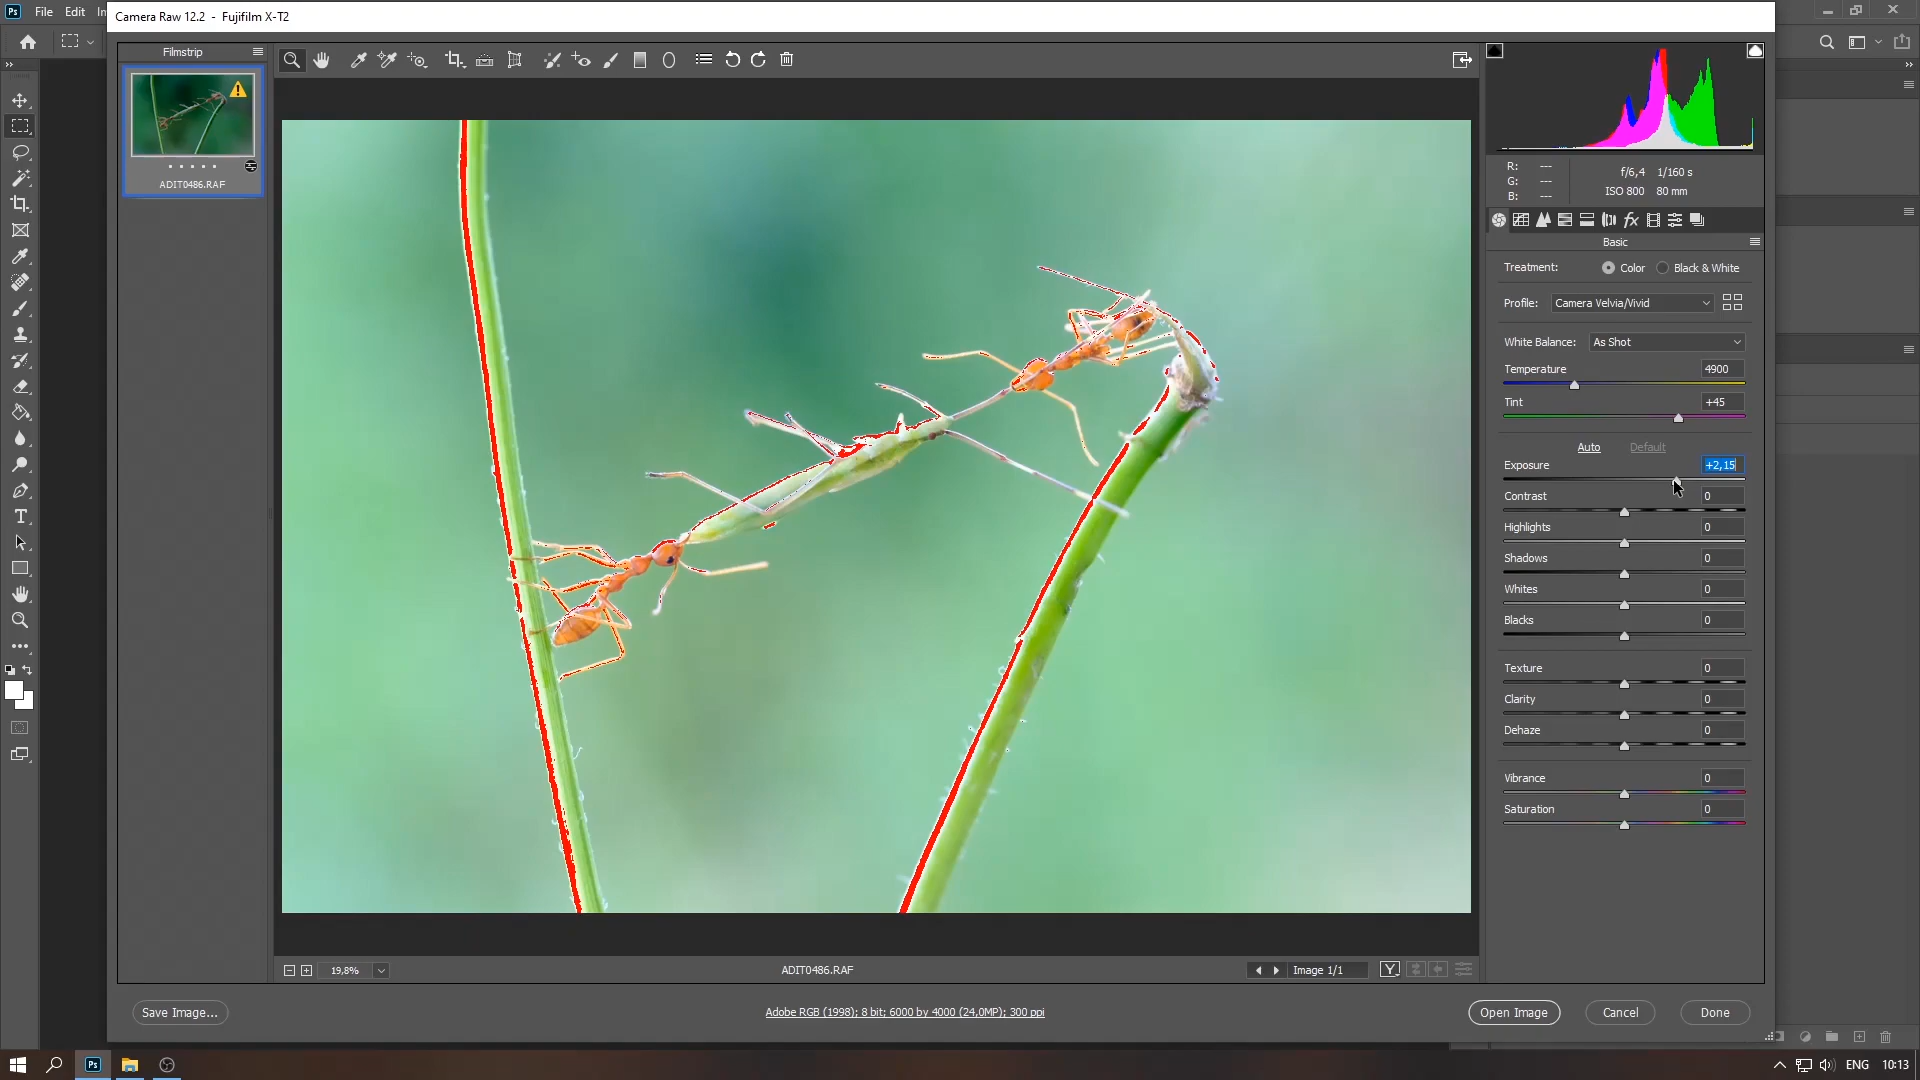 Ps File Edit In
Camera Raw 12.2 - Fujifilm X-T2
Filmstrip
ADIT0486.RAF
R: ---
G: ---
B: ---
f/6,4 1/160 s
ISO 800 80 mm
fx
Basic
Treatment: Color Black & White
Profile: Camera Velvia/Vivid
White Balance: As Shot
Temperature 4900
Tint +45
Auto Default
Exposure +2,15
Contrast 0
Highlights 0
Shadows 0
Whites 0
Blacks 0
Texture 0
Clarity 0
Dehaze 0
Vibrance 0
Saturation 0
T
19,8% ADIT0486.RAF Image 1/1 Y
Save Image... Adobe RGB (1998); 8 bit; 6000 by 4000 (24,0MP); 300 ppi Open Image Cancel Done
Ps ENG 10:13